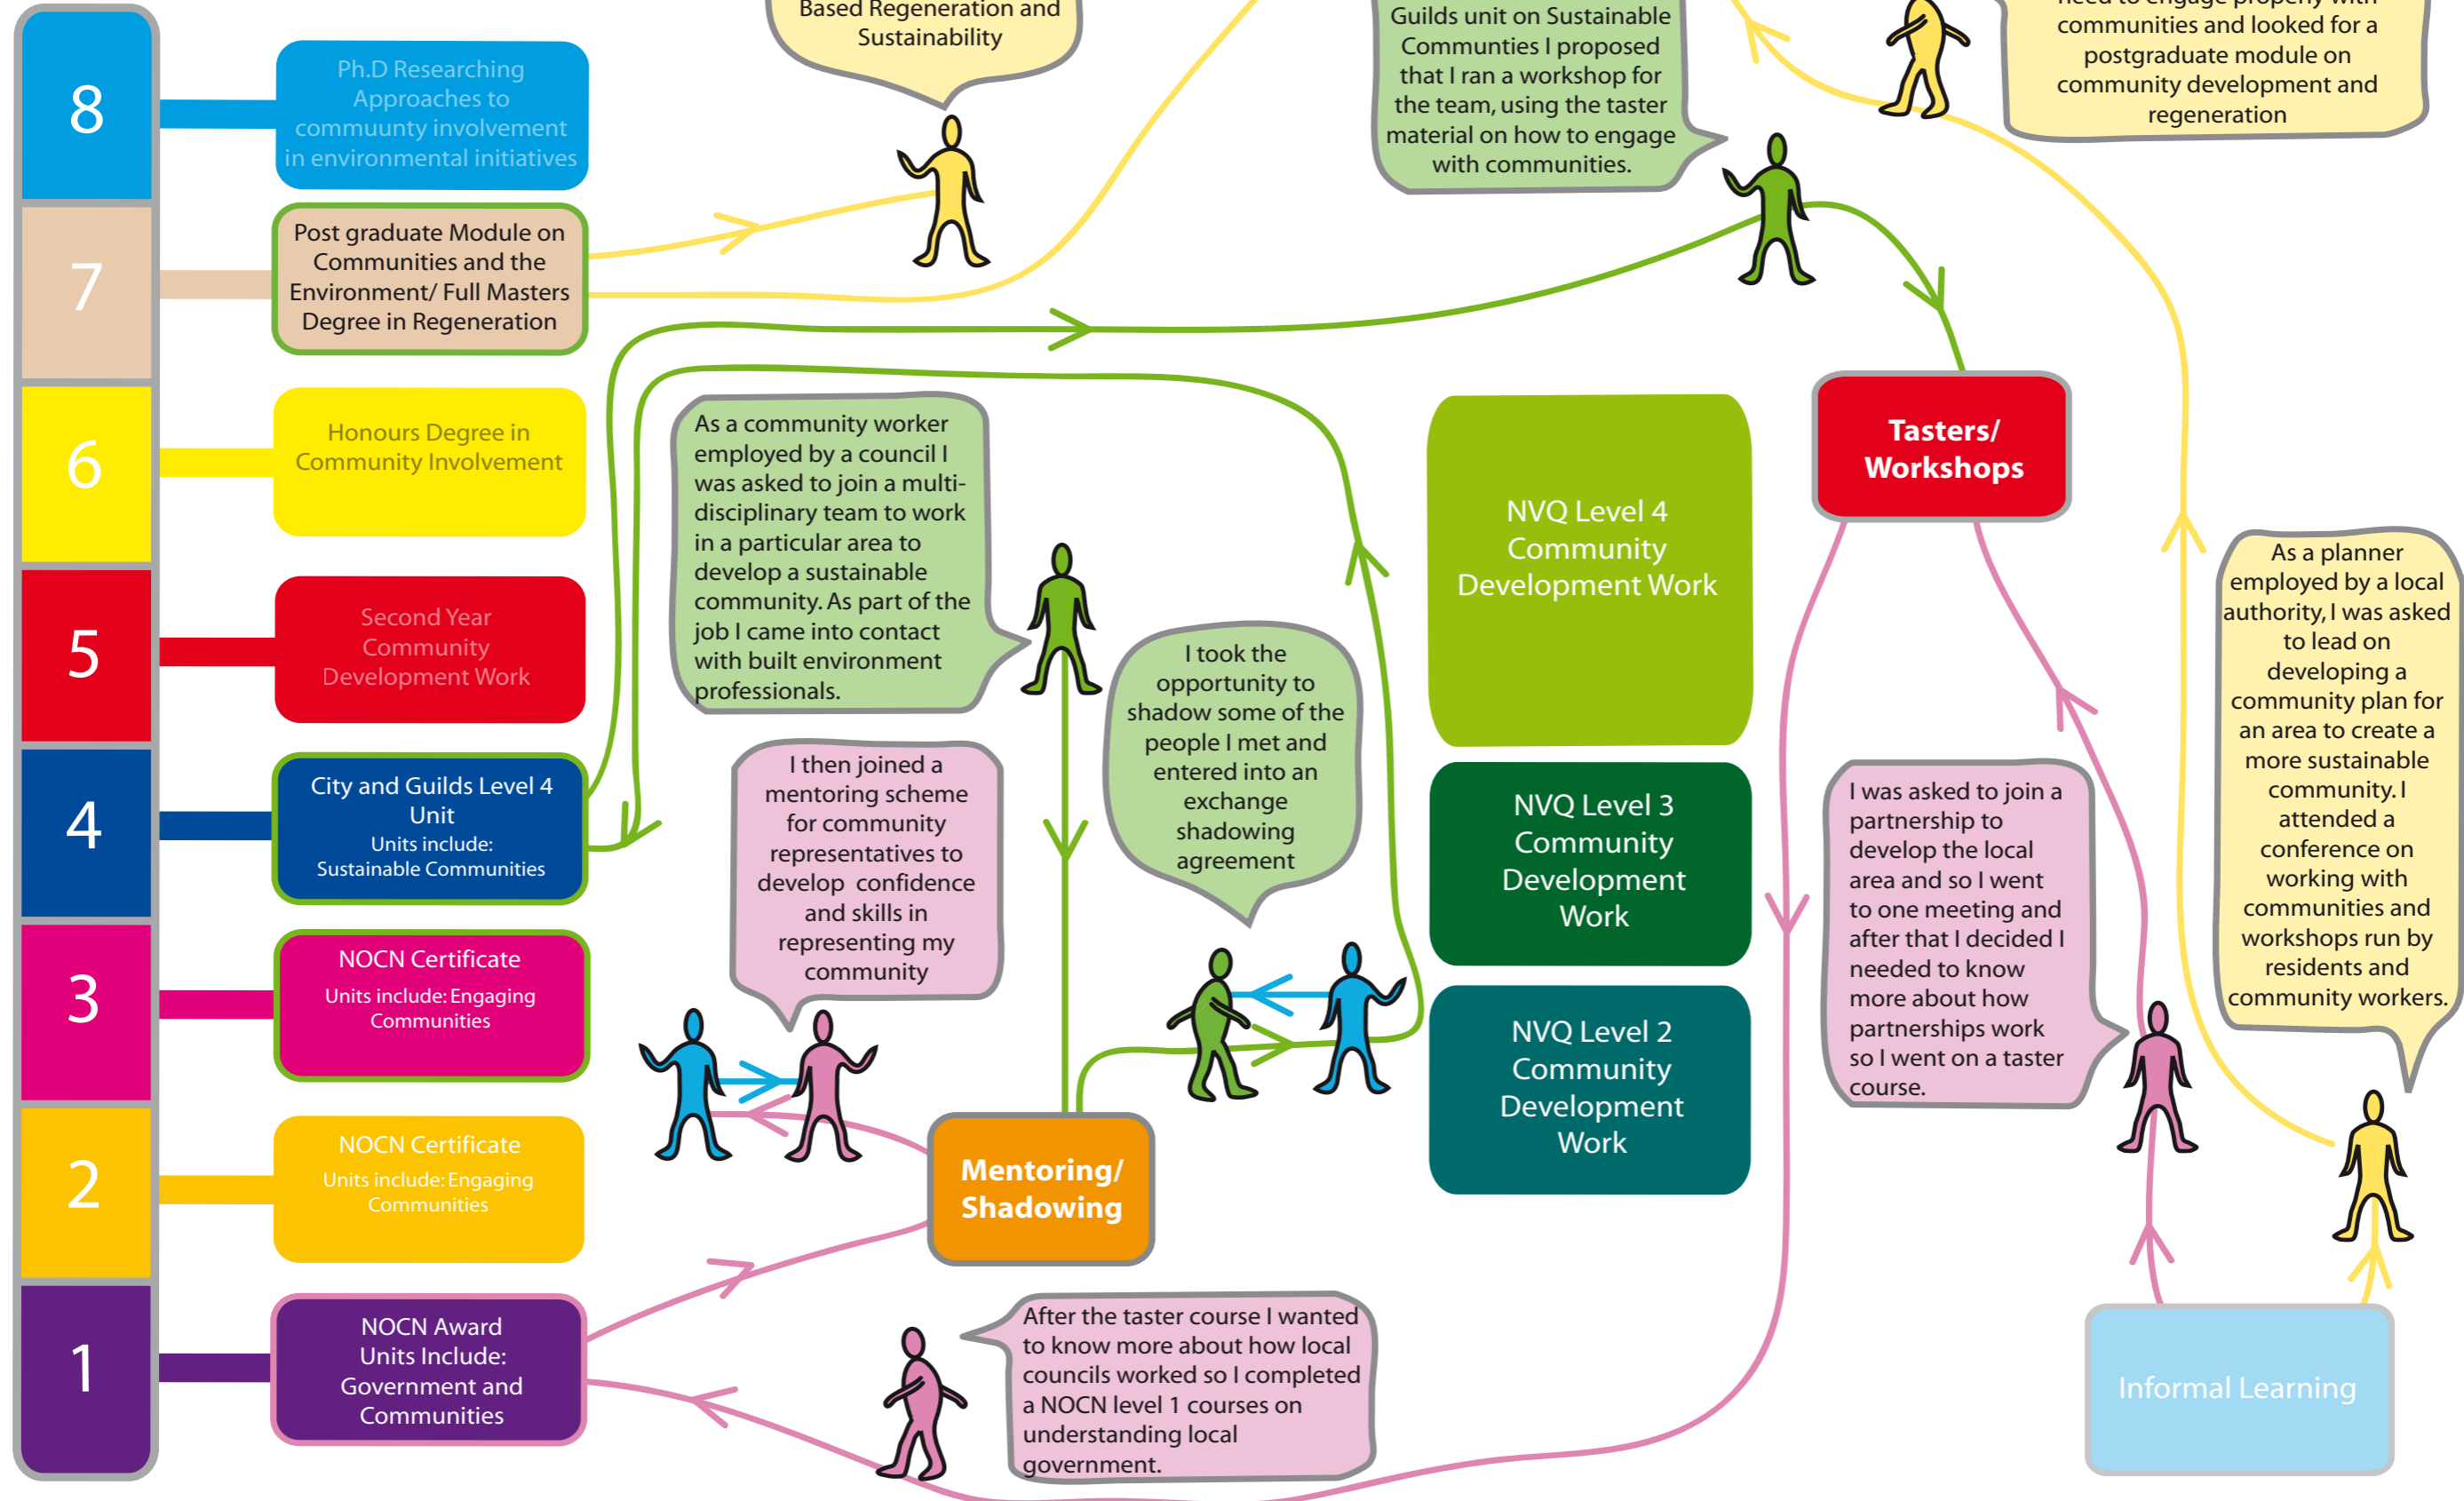 8
Ph.D Researching
Approaches to
commuunty involvement
in environmental initiatives
7
Post graduate Module on
Communities and the
Environment/ Full Masters
Degree in Regeneration
6
Honours Degree in
Community Involvement
5
Second Year
Community
Development Work
4
City and Guilds Level 4
Unit
Units include:
Sustainable Communities
3
NOCN Certificate
Units include: Engaging
Communities
2
NOCN Certificate
Units include: Engaging
Communities
1
NOCN Award
Units Include:
Government and
Communities
Based Regeneration and
Sustainability
Guilds unit on Sustainable
Communties I proposed
that I ran a workshop for
the team, using the taster
material on how to engage
with communities.
need to engage properly with
communities and looked for a
postgraduate module on
community development and
regeneration
As a community worker
employed by a council I
was asked to join a multi-
disciplinary team to work
in a particular area to
develop a sustainable
community. As part of the
job I came into contact
with built environment
professionals.
I took the
opportunity to
shadow some of the
people I met and
entered into an
exchange
shadowing
agreement
I then joined a
mentoring scheme
for community
representatives to
develop confidence
and skills in
representing my
community
Mentoring/
Shadowing
After the taster course I wanted
to know more about how local
councils worked so I completed
a NOCN level 1 courses on
understanding local
government.
NVQ Level 4
Community
Development Work
NVQ Level 3
Community
Development
Work
NVQ Level 2
Community
Development
Work
Tasters/
Workshops
I was asked to join a
partnership to
develop the local
area and so I went
to one meeting and
after that I decided I
needed to know
more about how
partnerships work
so I went on a taster
course.
As a planner
employed by a local
authority, I was asked
to lead on
developing a
community plan for
an area to create a
more sustainable
community. I
attended a
conference on
working with
communities and
workshops run by
residents and
community workers.
Informal Learning